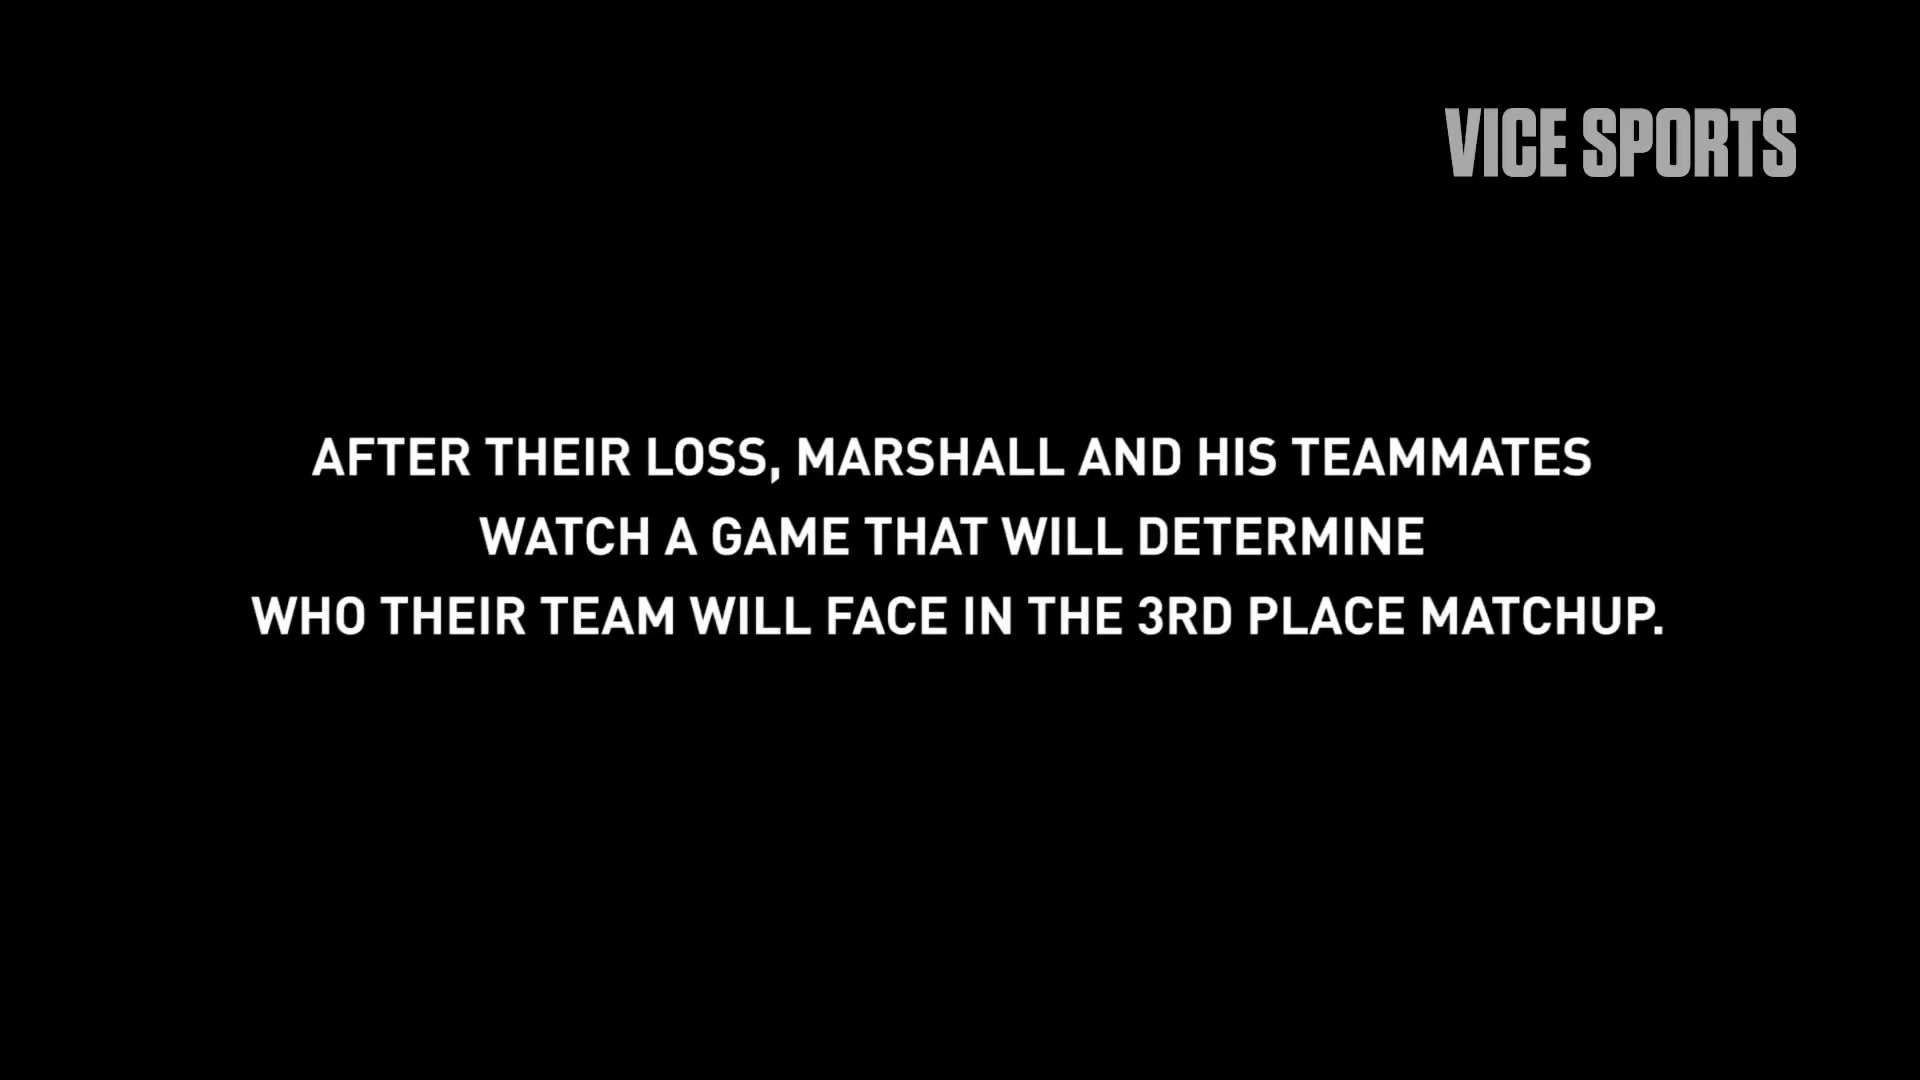 VICE SPORTS
AFTER THEIR LOSS, MARSHALL AND HIS TEAMMATES
WATCH A GAME THAT WILL DETERMINE
WHO THEIR TEAM WILL FACE IN THE 3RD PLACE MATCHUP.